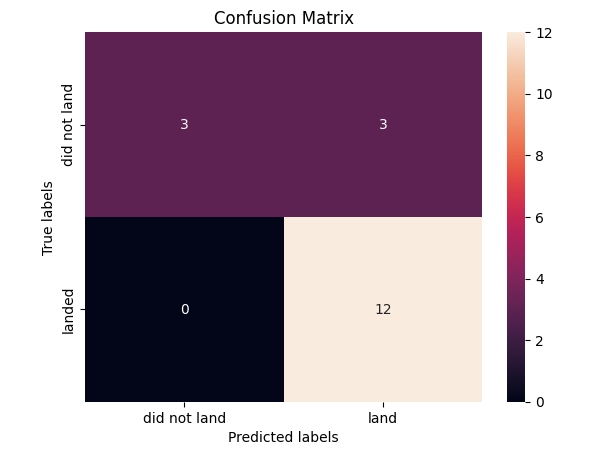 Confusion Matrix
True labels
did not land
landed
3 3
0 12
did not land land
Predicted labels
12
10
8
6
4
2
0